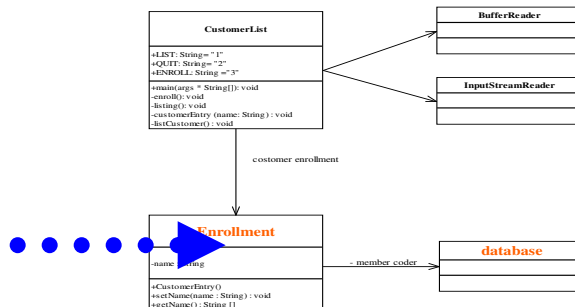 CustomerList
+LIST: String= "1"
+QUIT: String= "2"
+ENROLL: String ="3"
+main(args * String[]): void
-enroll(): void
-listing(): void
-customerEntry (name: String) : void
-listCustomer() : void
BufferReader
InputStreamReader
costomer enrollment
Enrollment
-name : String
+CustomerEntry()
+setName(name : String) : void
+getName() : String []
- member coder
database